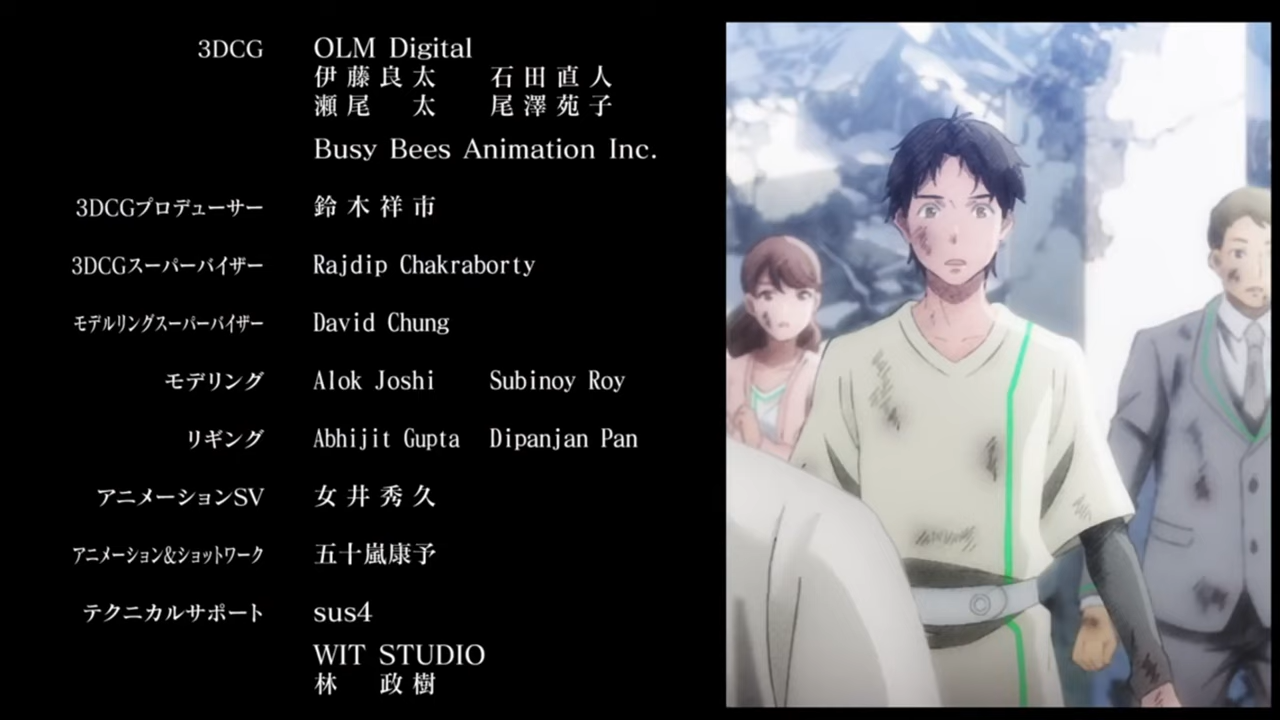 3DCG OLM Digital
伊藤良太 石田直人
瀬尾 太 尾澤苑子
Busy Bees Animation Inc.
3DCGプロデューサー 鈴木祥市
3DCGスーパーバイザー Rajdip Chakraborty
モデルリングスーパーバイザー David Chung
モデリング Alok Joshi Subinoy Roy
リギング Abhijit Gupta Dipanjan Pan
アニメーションSV 女井秀久
アニメーション&ショットワーク 五十嵐康予
テクニカルサポート sus4
WIT STUDIO
林 政樹